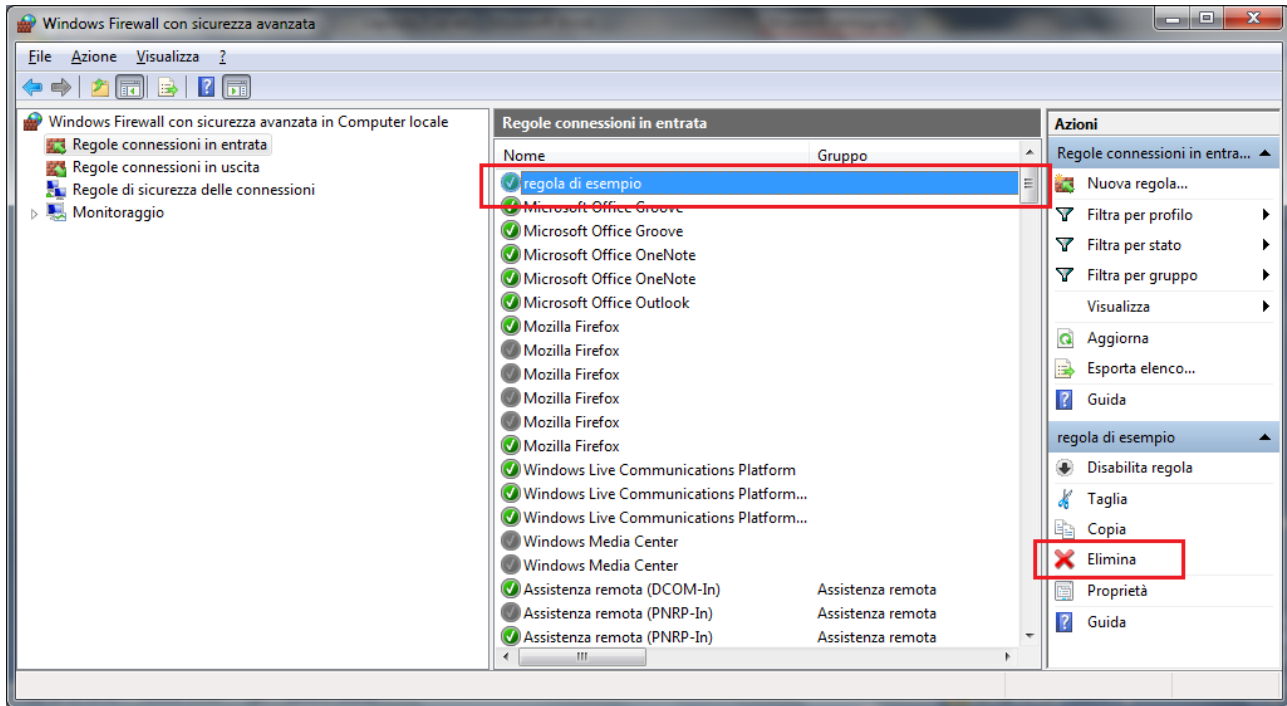 Windows Firewall con sicurezza avanzata
File Azione Visualizza ?
Windows Firewall con sicurezza avanzata in Computer locale
Regole connessioni in entrata
Regole connessioni in uscita
Regole di sicurezza delle connessioni
Monitoraggio
Regole connessioni in entrata
Nome Gruppo
regola di esempio
Microsoft Office Groove
Microsoft Office Groove
Microsoft Office OneNote
Microsoft Office OneNote
Microsoft Office Outlook
Mozilla Firefox
Mozilla Firefox
Mozilla Firefox
Mozilla Firefox
Mozilla Firefox
Mozilla Firefox
Windows Live Communications Platform
Windows Live Communications Platform...
Windows Live Communications Platform...
Windows Media Center
Windows Media Center
Assistenza remota (DCOM-In) Assistenza remota
Assistenza remota (PNRP-In) Assistenza remota
Assistenza remota (PNRP-In) Assistenza remota
Azioni
Regole connessioni in entra...
Nuova regola...
Filtra per profilo
Filtra per stato
Filtra per gruppo
Visualizza
Aggiorna
Esporta elenco...
Guida
regola di esempio
Disabilita regola
Taglia
Copia
Elimina
Proprietà
Guida